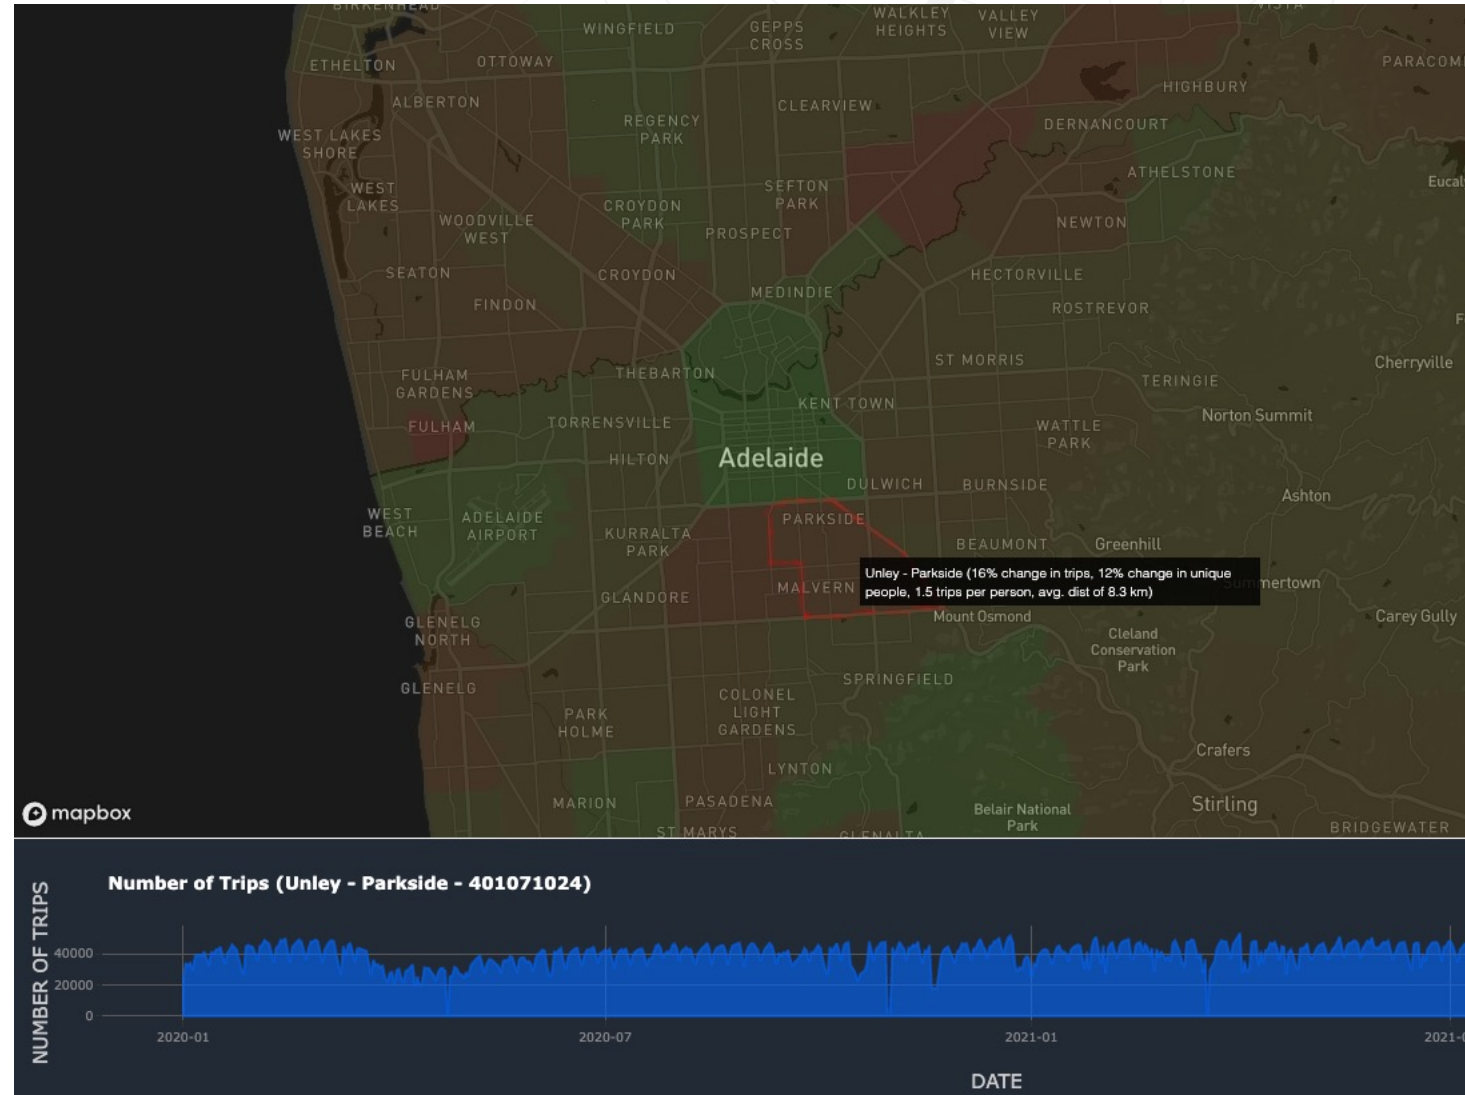 BIRKENHEAD
WINGFIELD
GEPPS
CROSS
WALKLEY
HEIGHTS
VALLEY
VIEW
VISTA
ETHELTON
OTTOWAY
PARACOM
HIGHBURY
ALBERTON
CLEARVIEW
REGENCY
PARK
DERNANCOURT
WEST LAKES
SHORE
ATHELSTONE
Eucal
WEST
LAKES
SEFTON
PARK
CROYDON
PARK
WOODVILLE
WEST
PROSPECT
NEWTON
SEATON
CROYDON
HECTORVILLE
MEDINDIE
FINDON
ROSTREVOR
F
ST MORRIS
Cherryville
FULHAM
GARDENS
THEBARTON
TERINGIE
KENT TOWN
Norton Summit
FULHAM
TORRENSVILLE
WATTLE
PARK
HILTON
Adelaide
DULWICH
BURNSIDE
Ashton
WEST
BEACH
ADELAIDE
AIRPORT
PARKSIDE
KURRALTA
PARK
BEAUMONT
Greenhill
Unley - Parkside (16% change in trips, 12% change in unique
people, 1.5 trips per person, avg. dist of 8.3 km)
mmertown
MALVERN
GLANDORE
Mount Osmond
Carey Gully
GLENELG
NORTH
Cleland
Conservation
Park
GLENELG
SPRINGFIELD
COLONEL
LIGHT
GARDENS
PARK
HOLME
Crafers
LYNTON
MARION
PASADENA
Belair National
Park
Stirling
mapbox
ST MARYS
GLENALTA
BRIDGEWATER
Number of Trips (Unley - Parkside - 401071024)
NUMBER OF TRIPS
40000
20000
0
2020-01
2020-07
2021-01
2021-0
DATE